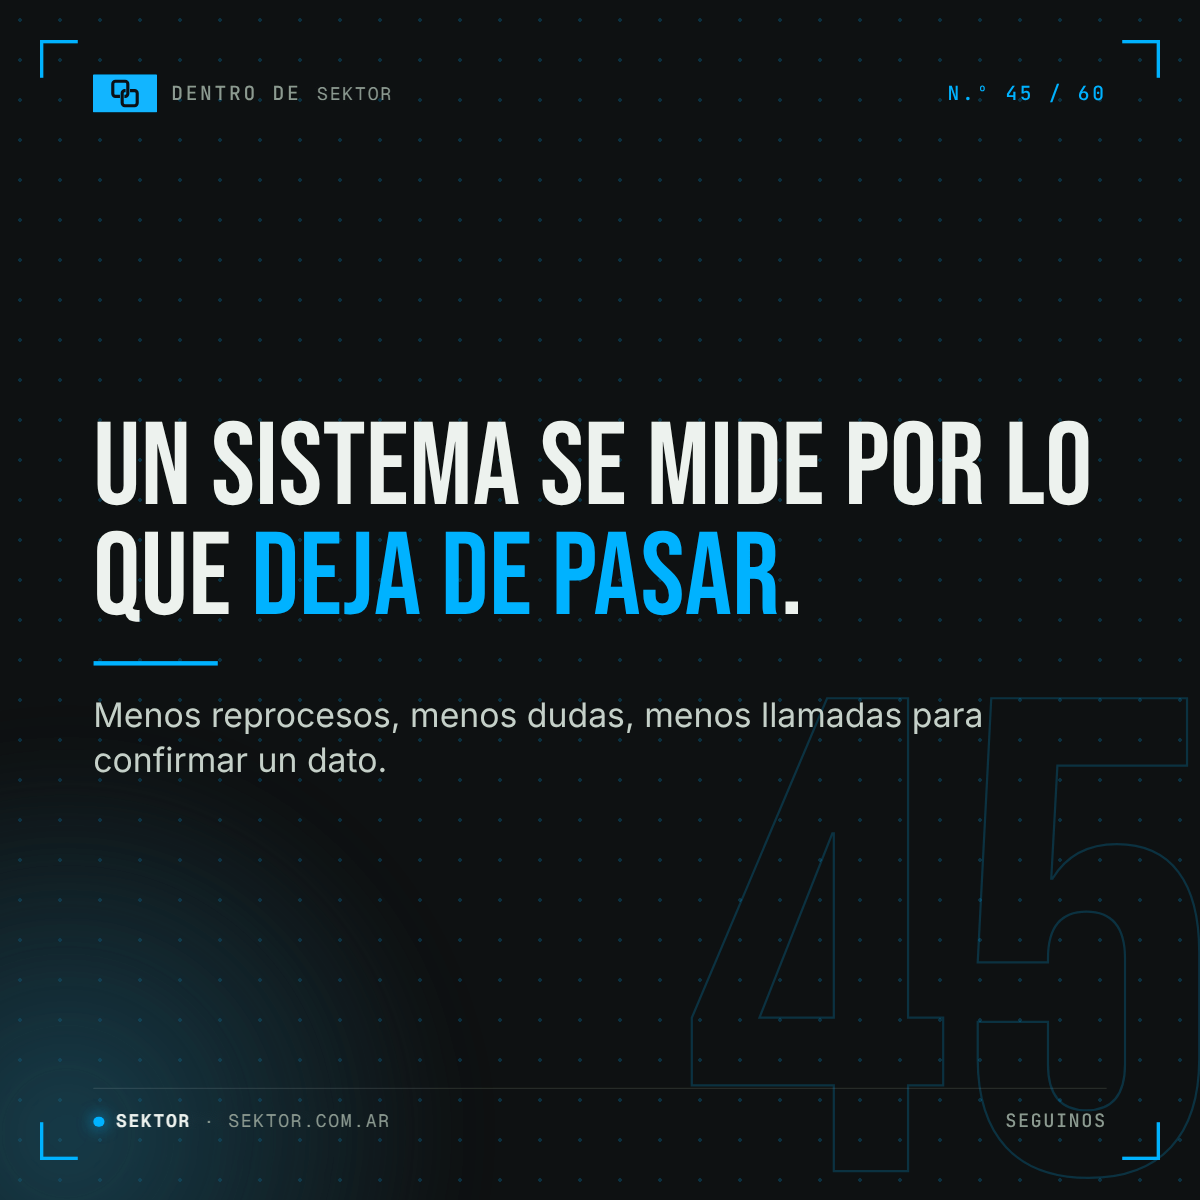 DENTRO DE SEKTOR
N.° 45 / 60
UN SISTEMA SE MIDE POR LO
QUE DEJA DE PASAR.
Menos reprocesos, menos dudas, menos llamadas para
confirmar un dato.
45
SEKTOR · SEKTOR.COM.AR
SEGUINOS